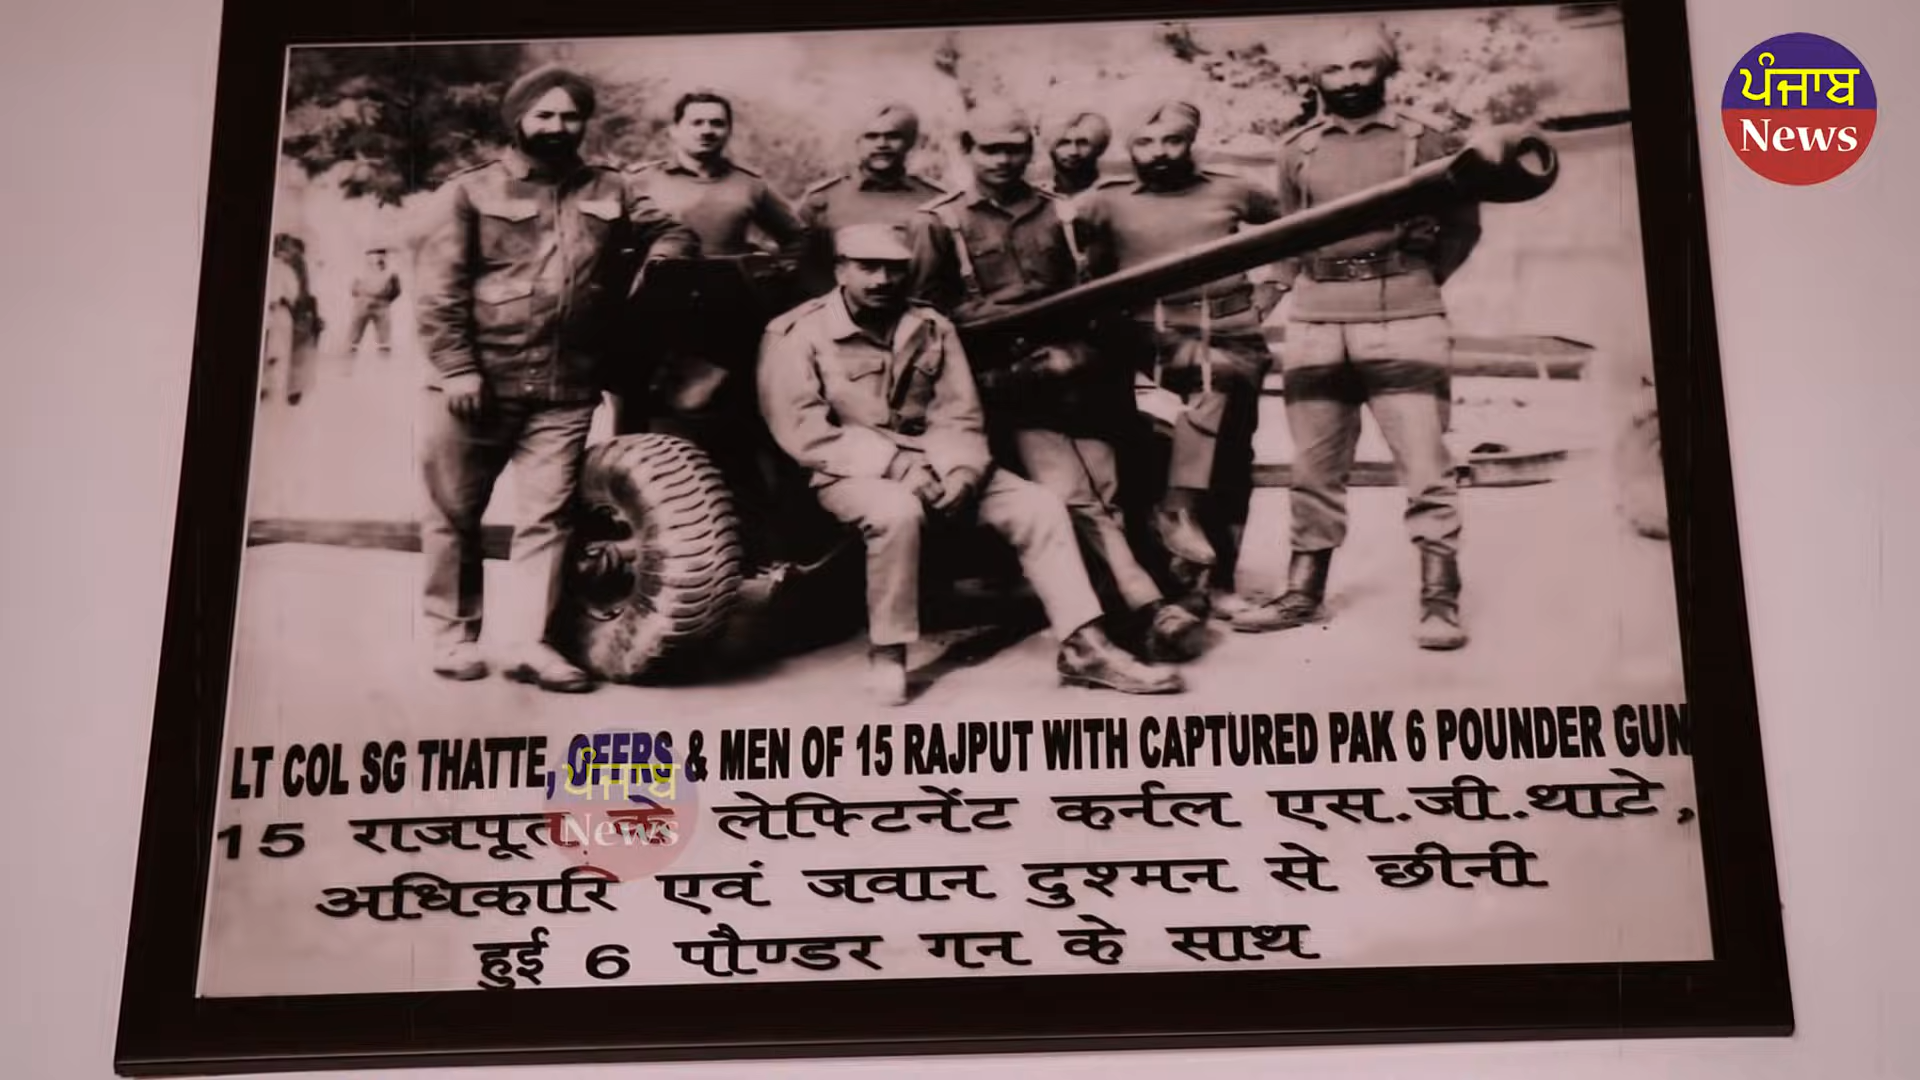 ਪੰਜਾਬ
News
LT COL SG THATTE, OFFRS & MEN OF 15 RAJPUT WITH CAPTURED PAK 6 POUNDER GUN
15 राजपूत के लेफ्टिनेंट कर्नल एस.जी.थाटे,
अधिकारि एवं जवान दुश्मन से छीनी
हुई 6 पौण्डर गन के साथ
ਪੰਜਾਬ
News